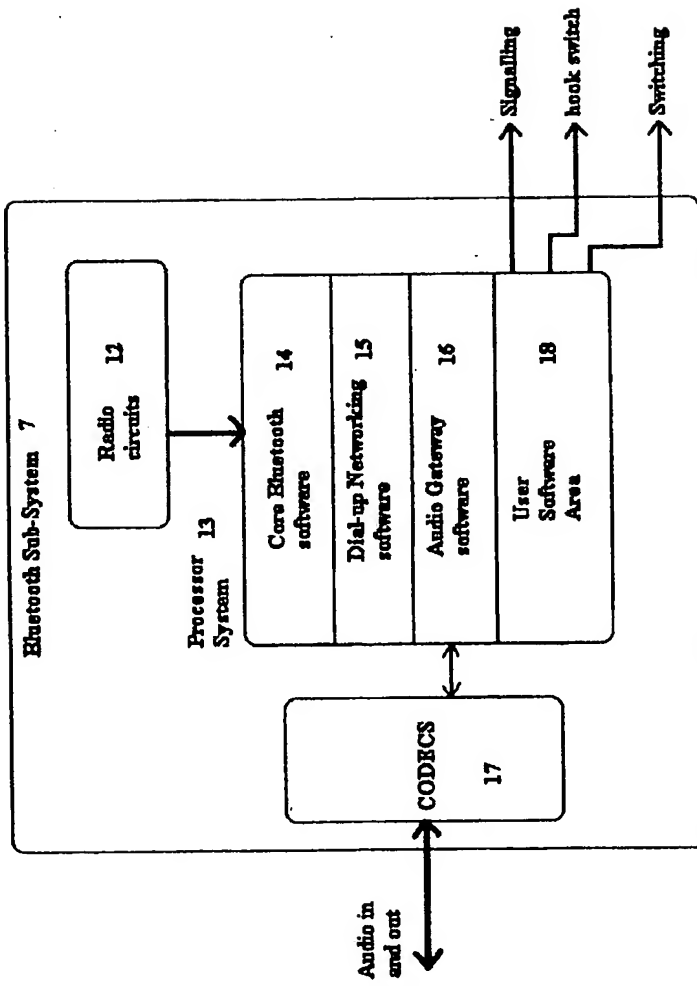 Bluetooth Sub-System 7
Radio
circuits
12
Processor
System
13
Core Bluetooth
software
14
Dial-up Networking
software
15
Audio Gateway
software
16
User
Software
Area
18
CODECS
17
Audio in
and out
Signalling
hook switch
Switching